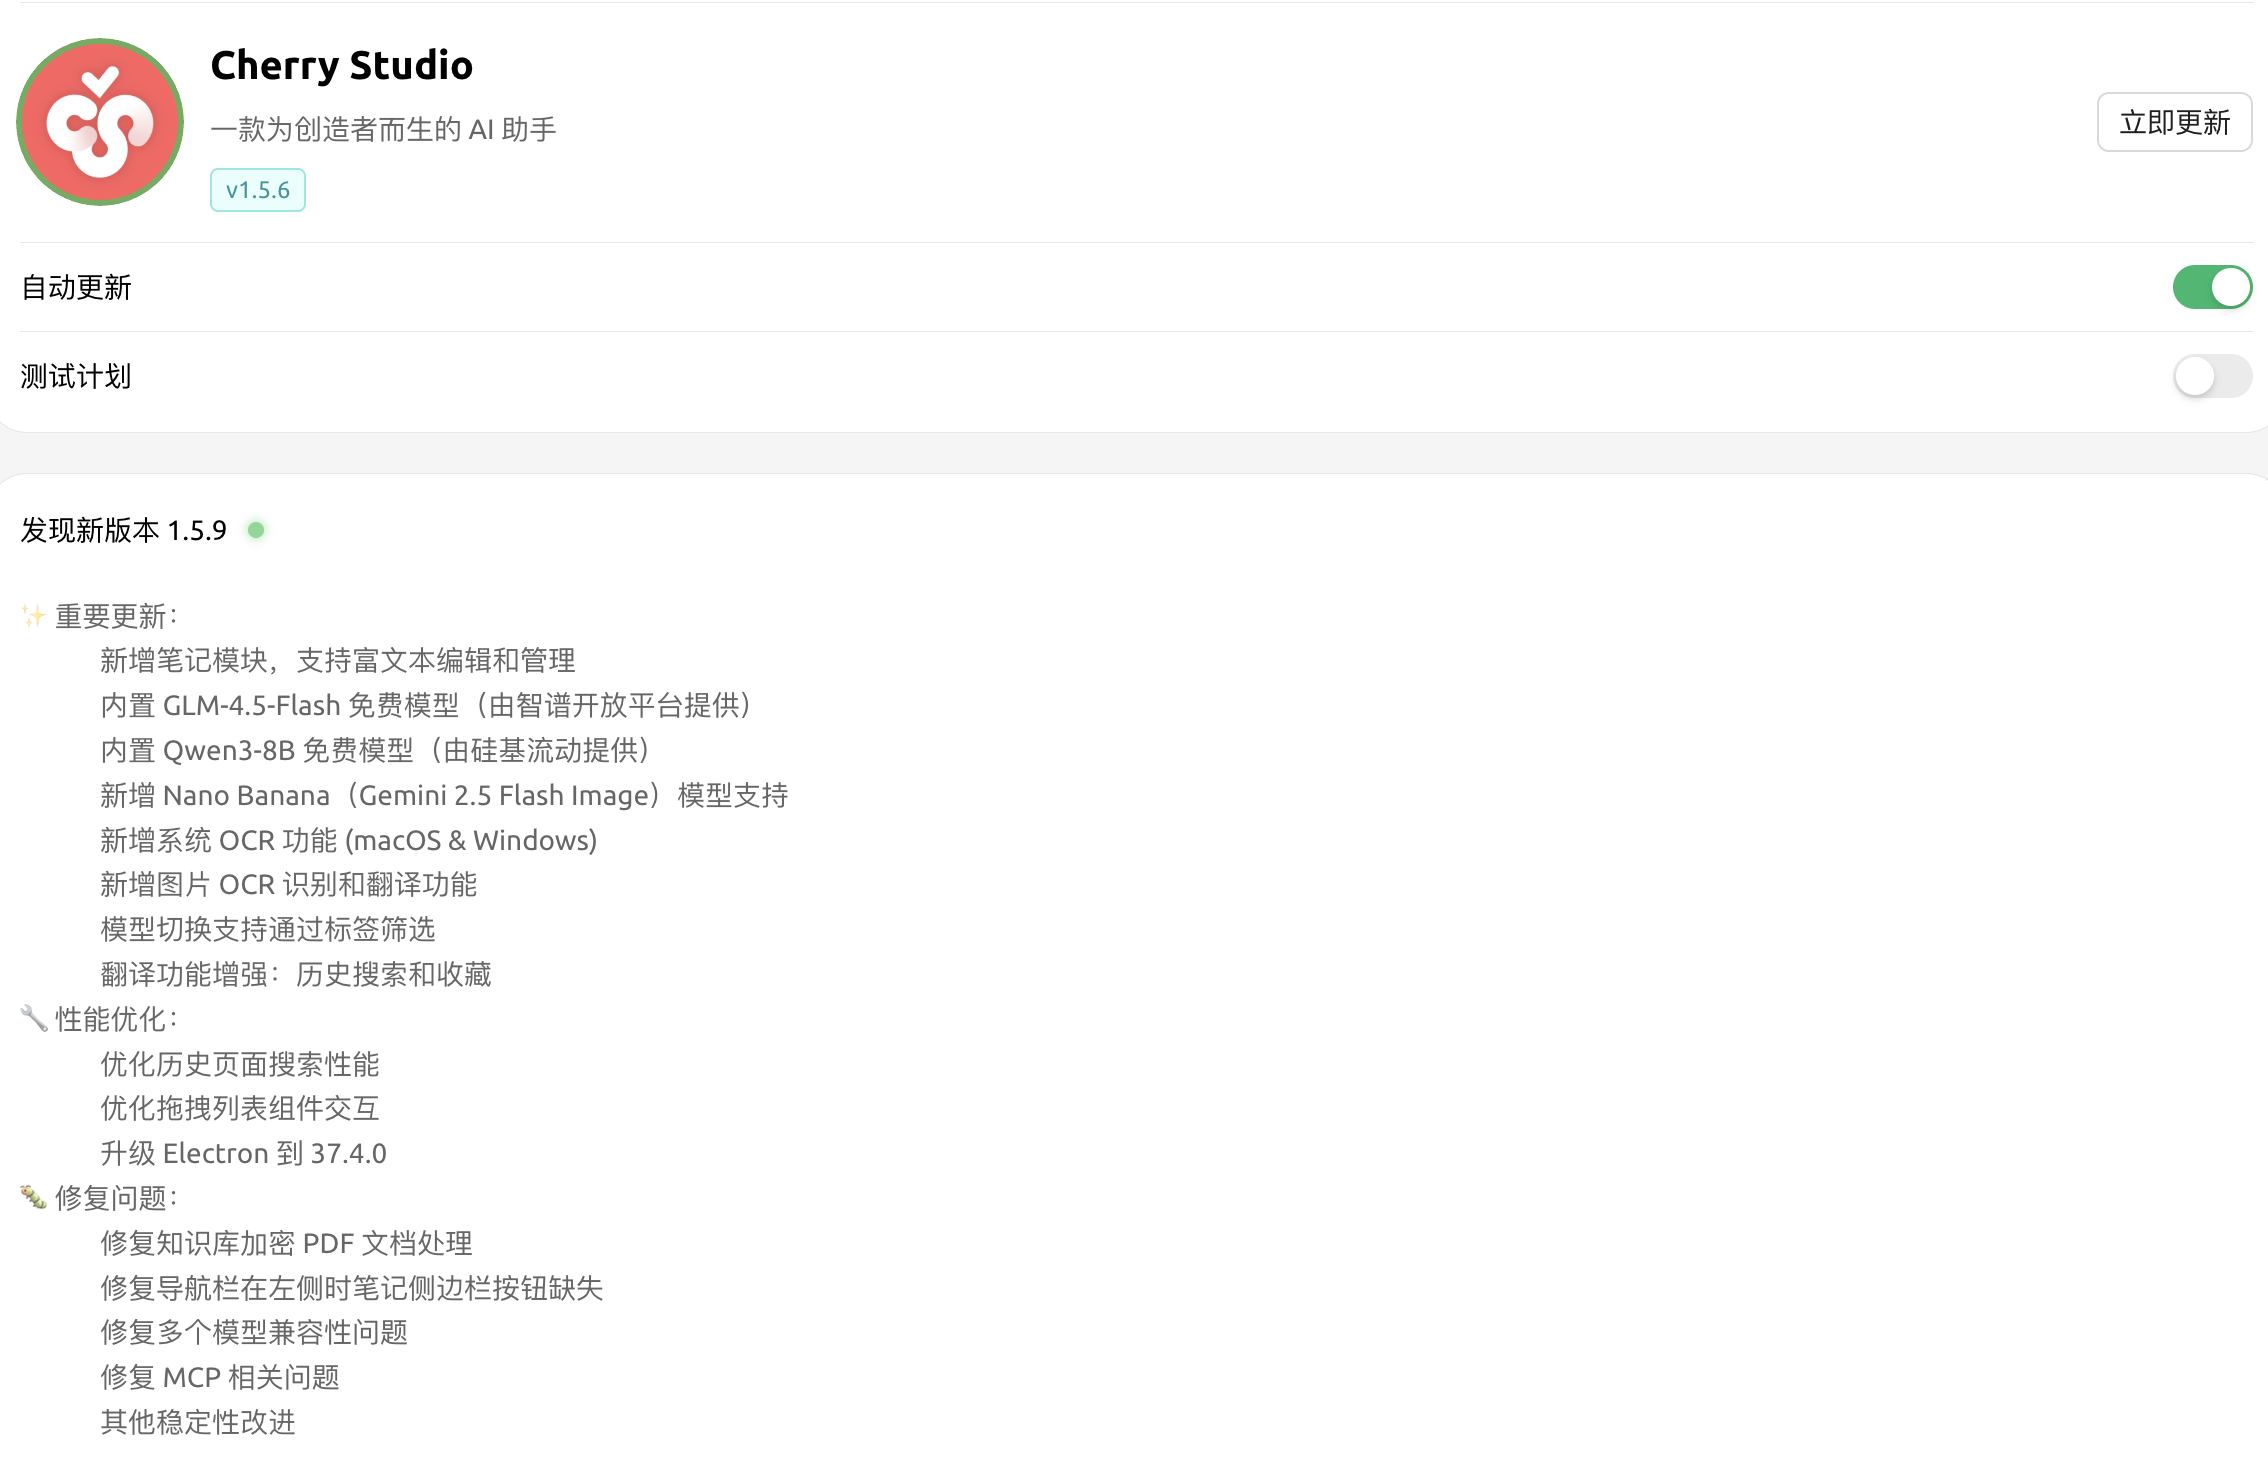 Cherry Studio
一款为创造者而生的 AI 助手
立即更新
v1.5.6
自动更新
测试计划
发现新版本 1.5.9
✨ 重要更新：
新增笔记模块，支持富文本编辑和管理
内置 GLM-4.5-Flash 免费模型（由智谱开放平台提供）
内置 Qwen3-8B 免费模型（由硅基流动提供）
新增 Nano Banana（Gemini 2.5 Flash Image）模型支持
新增系统 OCR 功能 (macOS & Windows)
新增图片 OCR 识别和翻译功能
模型切换支持通过标签筛选
翻译功能增强：历史搜索和收藏
🔧 性能优化：
优化历史页面搜索性能
优化拖拽列表组件交互
升级 Electron 到 37.4.0
🐛 修复问题：
修复知识库加密 PDF 文档处理
修复导航栏在左侧时笔记侧边栏按钮缺失
修复多个模型兼容性问题
修复 MCP 相关问题
其他稳定性改进